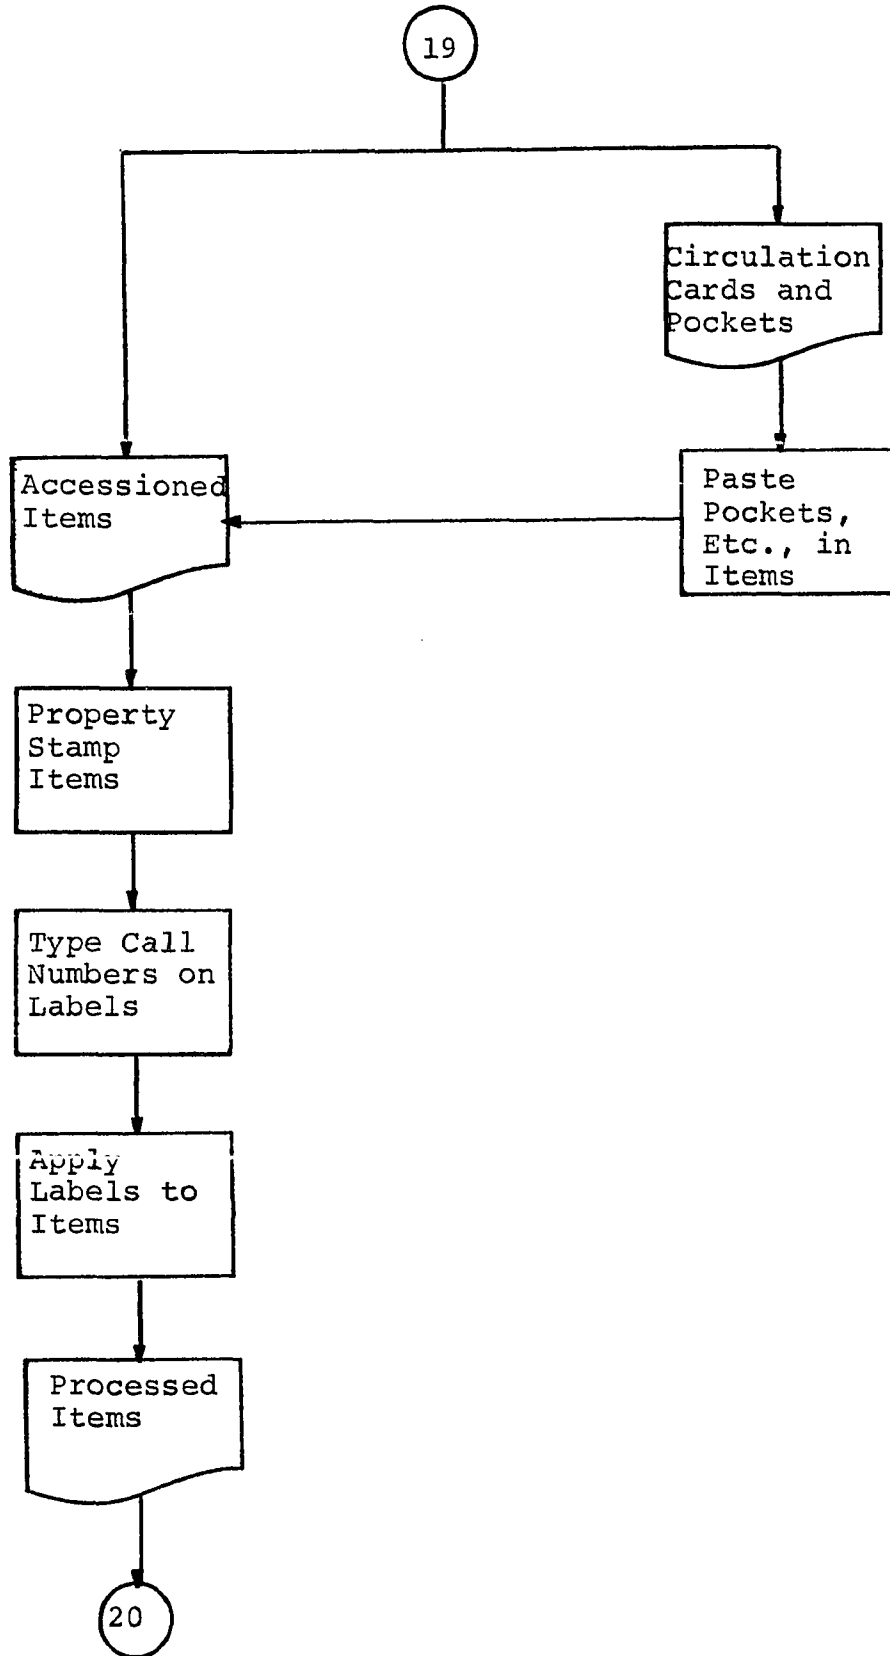 19
Circulation
Cards and
Pockets
Accessioned
Items
Paste
Pockets,
Etc., in
Items
Property
Stamp
Items
Type Call
Numbers on
Labels
Apply
Labels to
Items
Processed
Items
20